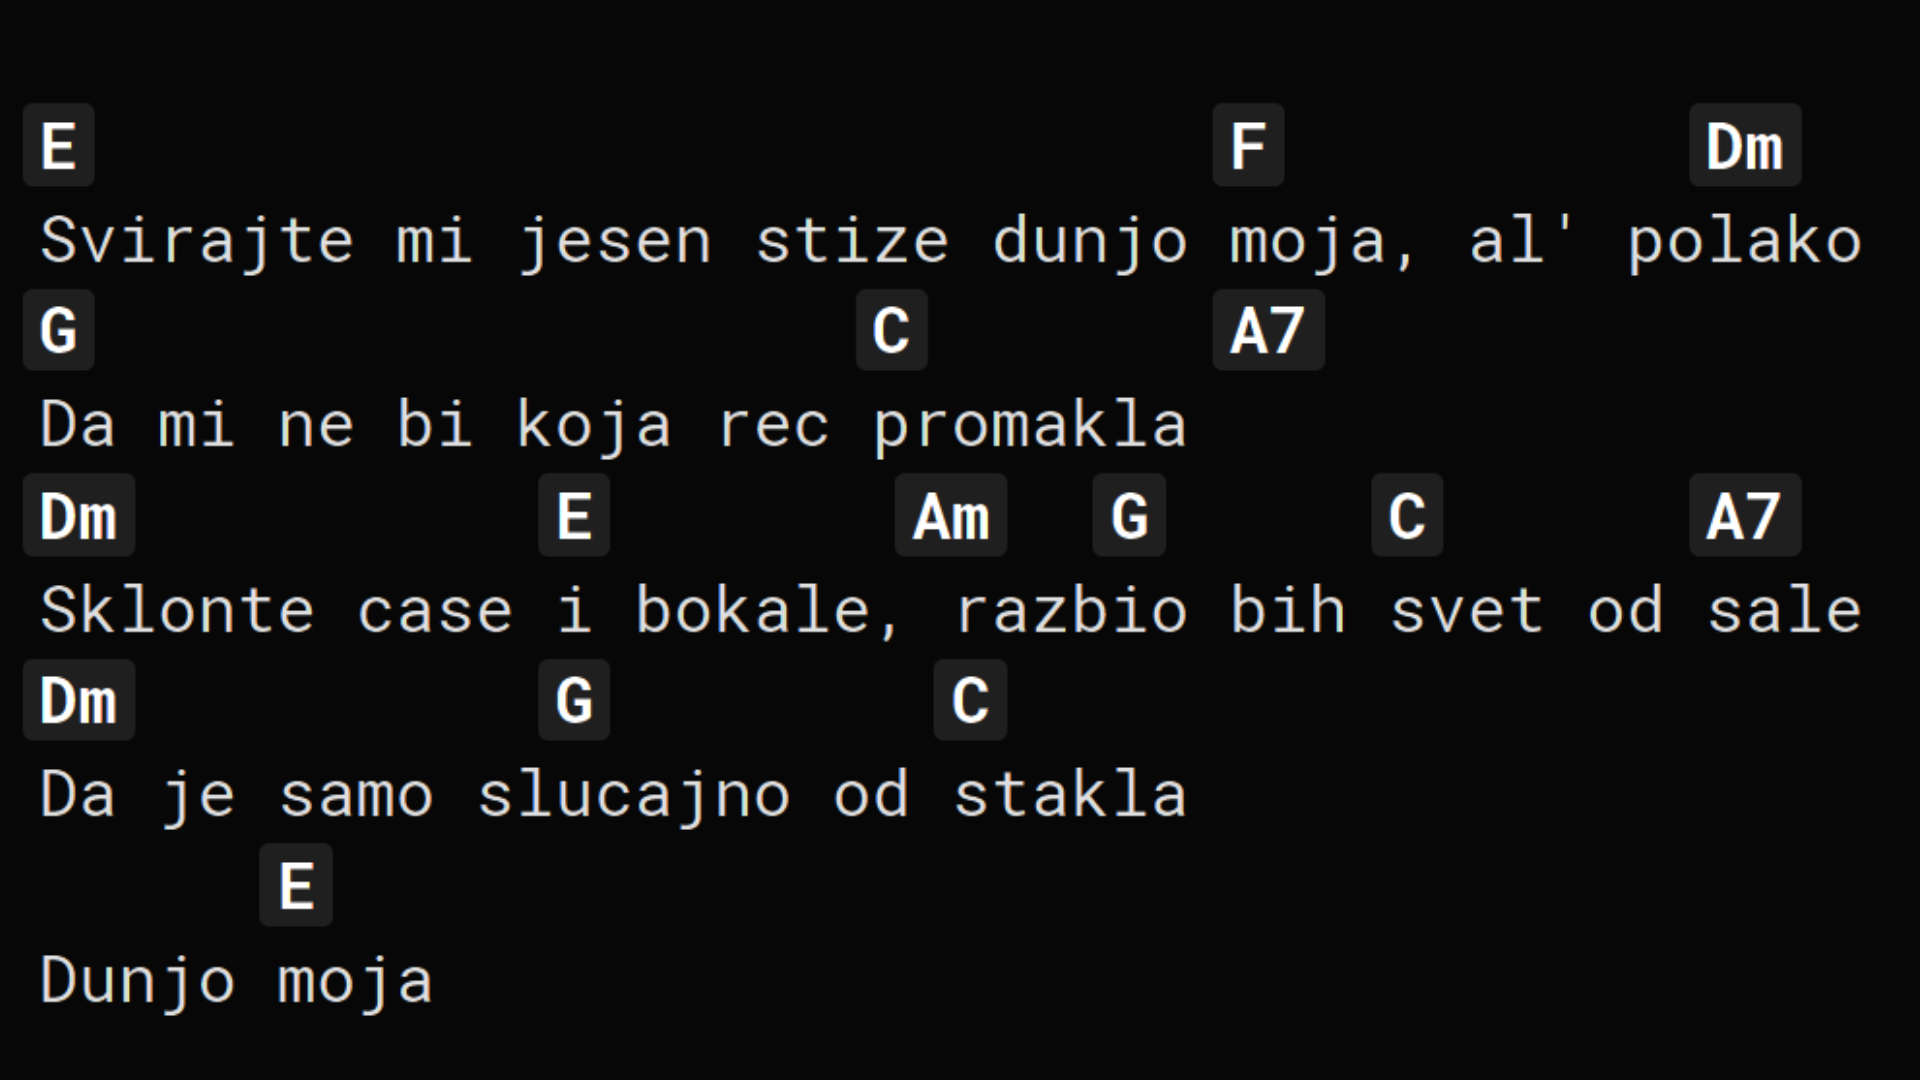 E F Dm
Svirajte mi jesen stize dunjo moja, al' polako
G C A7
Da mi ne bi koja rec promakla
Dm E Am G C A7
Sklonte case i bokale, razbio bih svet od sale
Dm G C
Da je samo slucajno od stakla
E
Dunjo moja